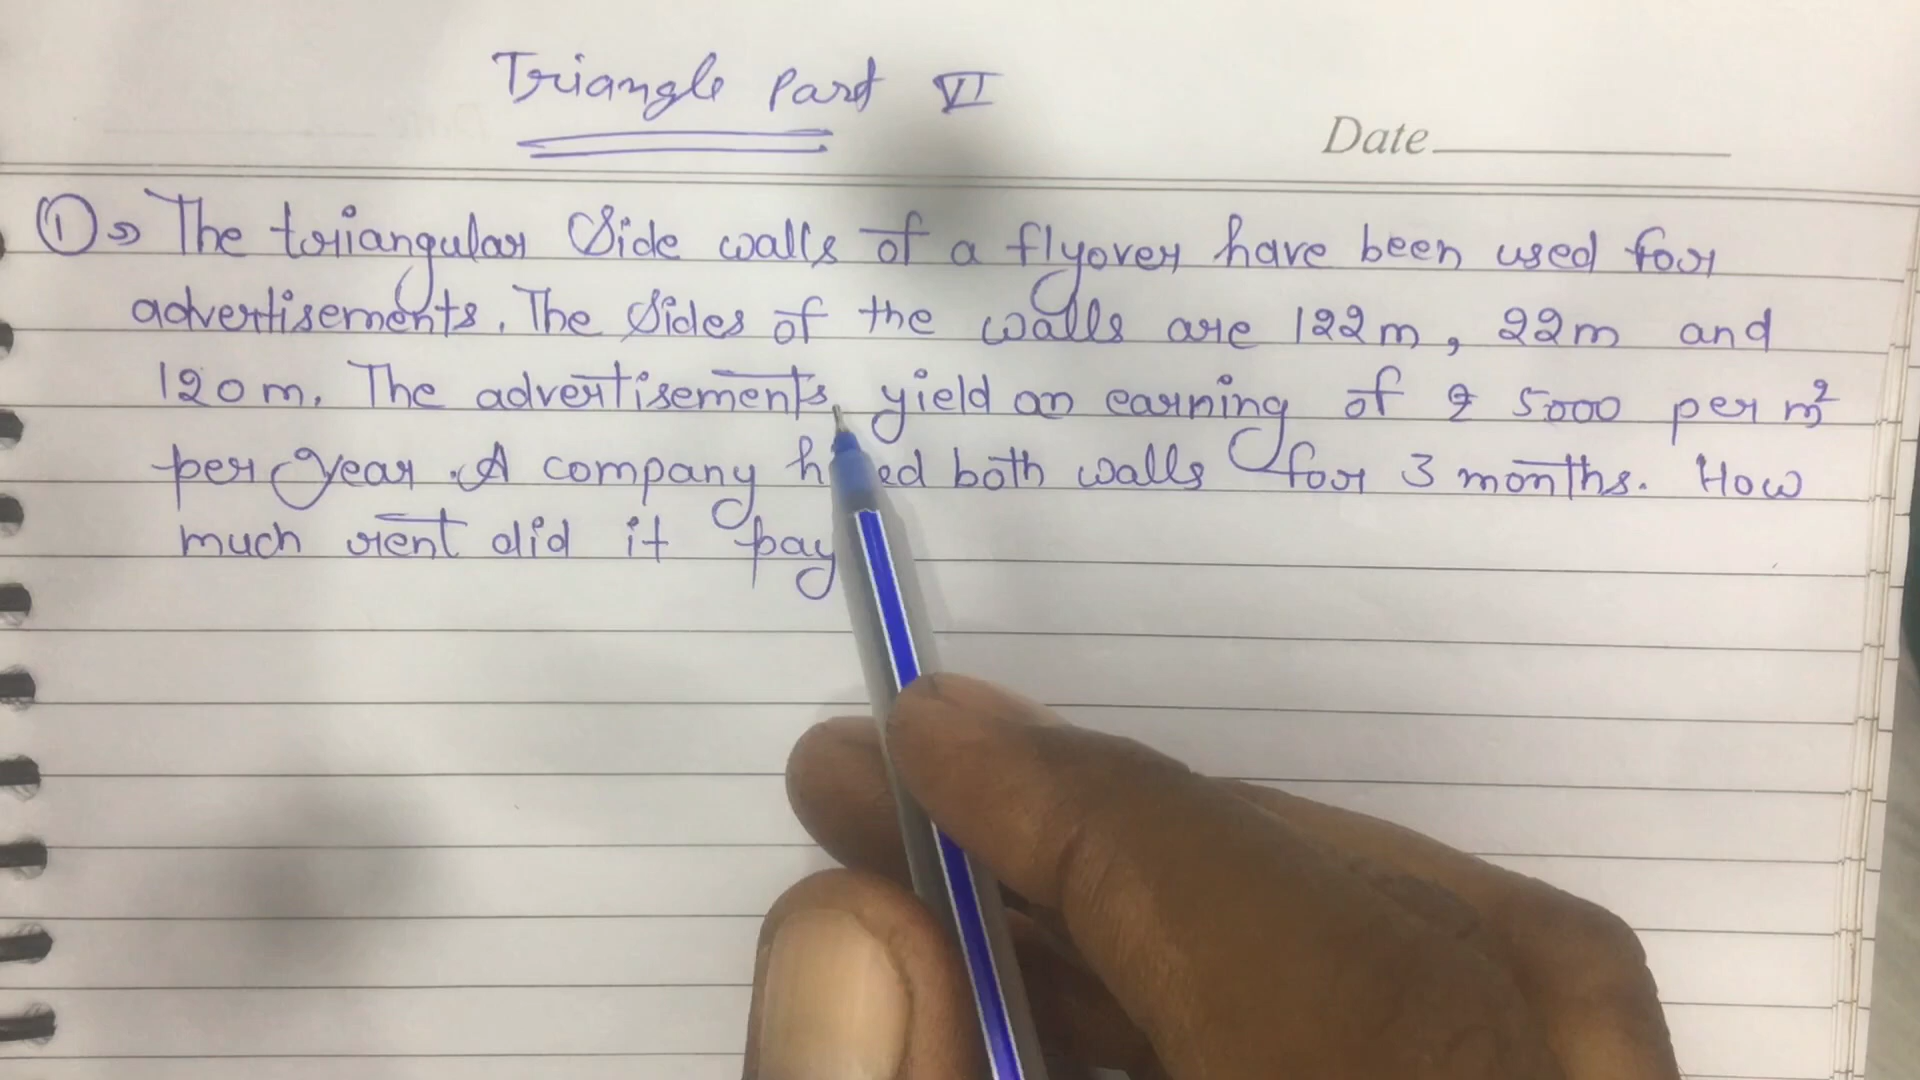 Triangle Part VI
Date
① The triangular Side walls of a flyover have been used for
advertisements. The Sides of the walls are 122m, 22m and
120m. The advertisements yield an earning of ₹ 5000 per m²
per year. A company both walls for 3 months. How
much rent did it pay